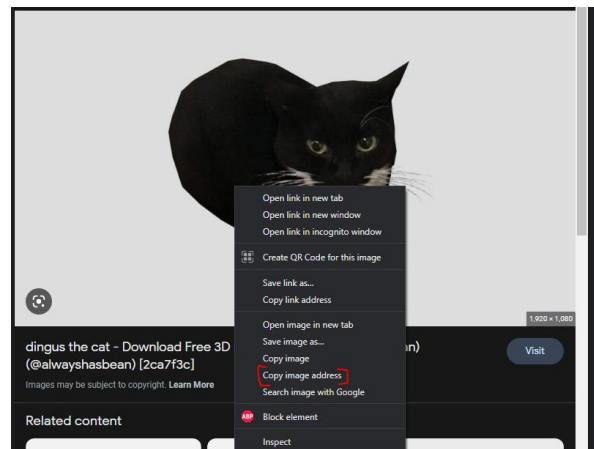 Open link in new tab
Open link in new window
Open link in incognito window
Create QR Code for this image
Save link as...
Copy link address
1,920 × 1,080
Open image in new tab
Save image as...
Copy image
Copy image address
Search image with Google
ABP Block element
Inspect
dingus the cat - Download Free 3D
n)
(@alwayshasbean) [2ca7f3c]
Visit
Images may be subject to copyright. Learn More
Related content